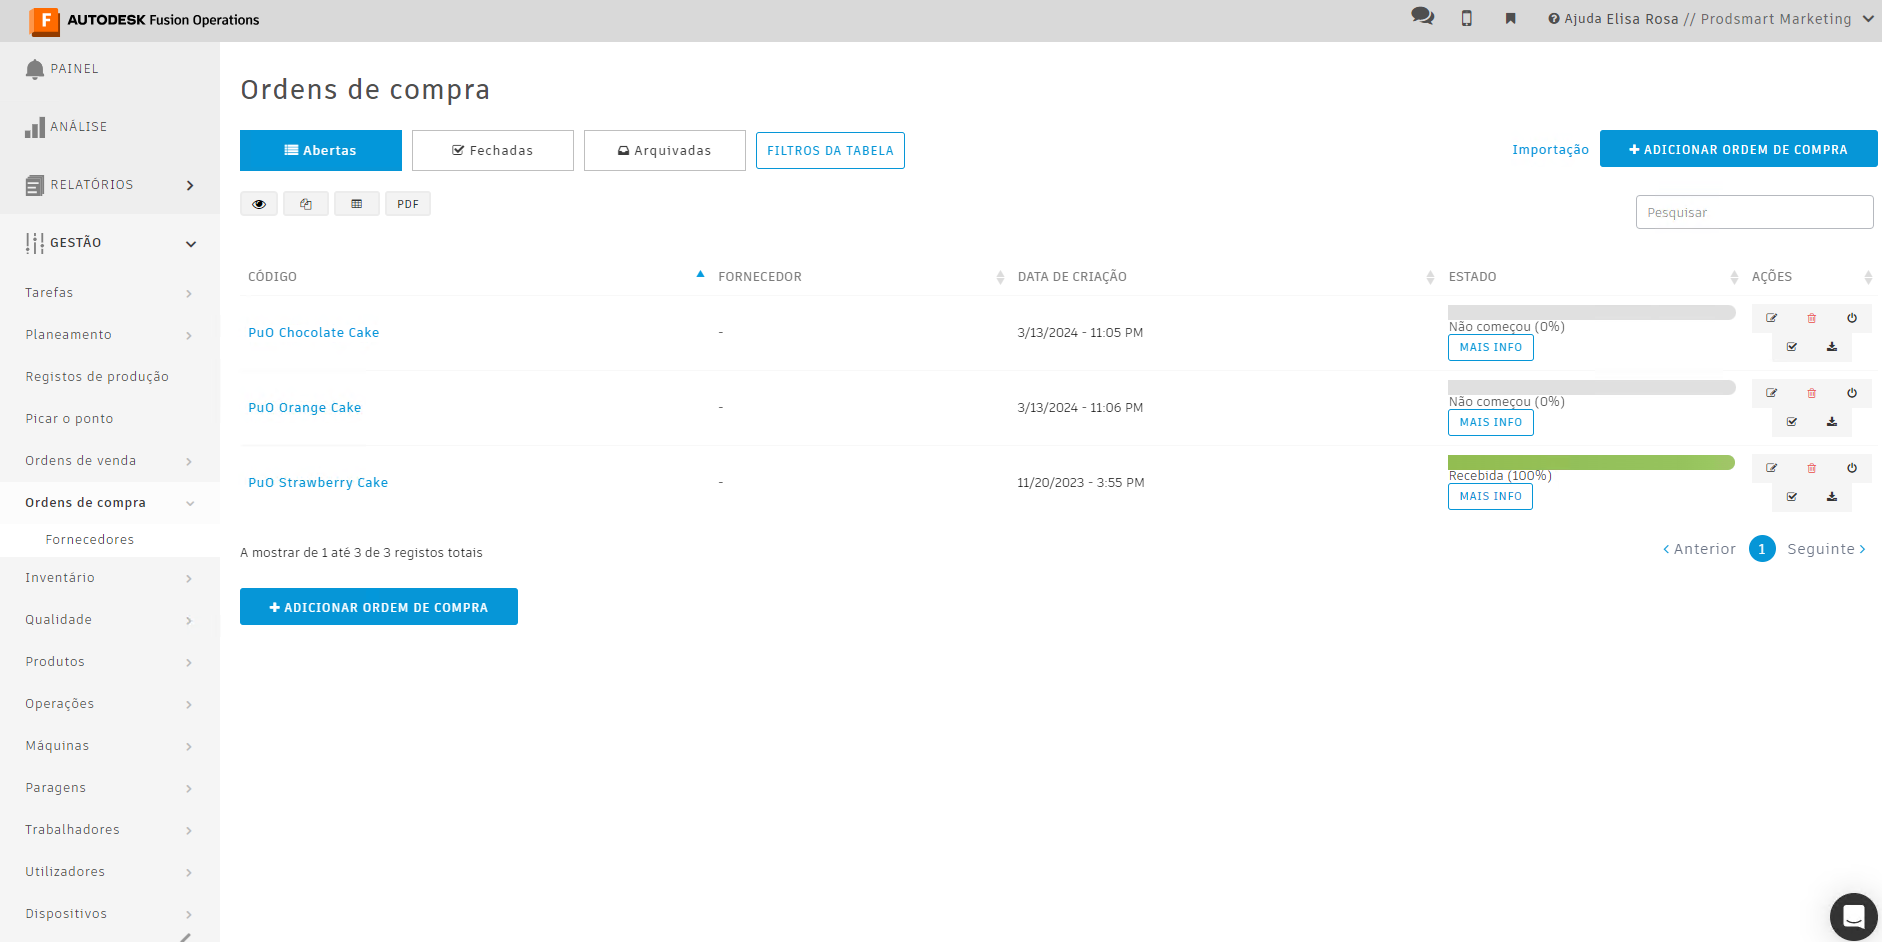 F AUTODESK Fusion Operations
Ajuda Elisa Rosa // Prodsmart Marketing
PAINEL
ANÁLISE
RELATÓRIOS
GESTÃO
Tarefas
Planeamento
Registos de produção
Picar o ponto
Ordens de venda
Ordens de compra
Fornecedores
Inventário
Qualidade
Produtos
Operações
Máquinas
Paragens
Trabalhadores
Utilizadores
Dispositivos
Ordens de compra
Abertas Fechadas Arquivadas FILTROS DA TABELA
Importação + ADICIONAR ORDEM DE COMPRA
PDF
Pesquisar
CÓDIGO FORNECEDOR DATA DE CRIAÇÃO ESTADO AÇÕES
PuO Chocolate Cake - 3/13/2024 - 11:05 PM Não começou (0%)
MAIS INFO
PuO Orange Cake - 3/13/2024 - 11:06 PM Não começou (0%)
MAIS INFO
PuO Strawberry Cake - 11/20/2023 - 3:55 PM Recebida (100%)
MAIS INFO
A mostrar de 1 até 3 de 3 registos totais
‹ Anterior 1 Seguinte ›
+ ADICIONAR ORDEM DE COMPRA